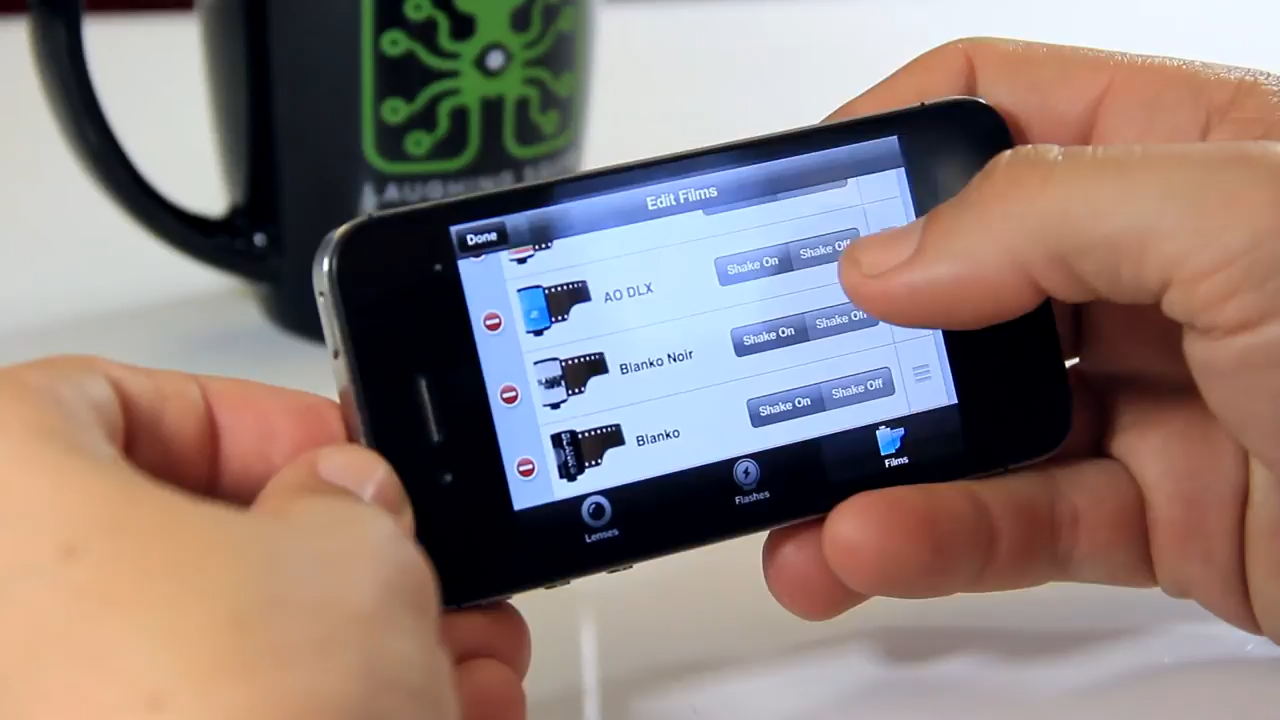 LAUGHING
Edit Films
Done
Shake On Shake Off
AO DLX
Shake On Shake Off
Blanko Noir
Shake On Shake Off
Blanko
Films
Flashes
Lenses